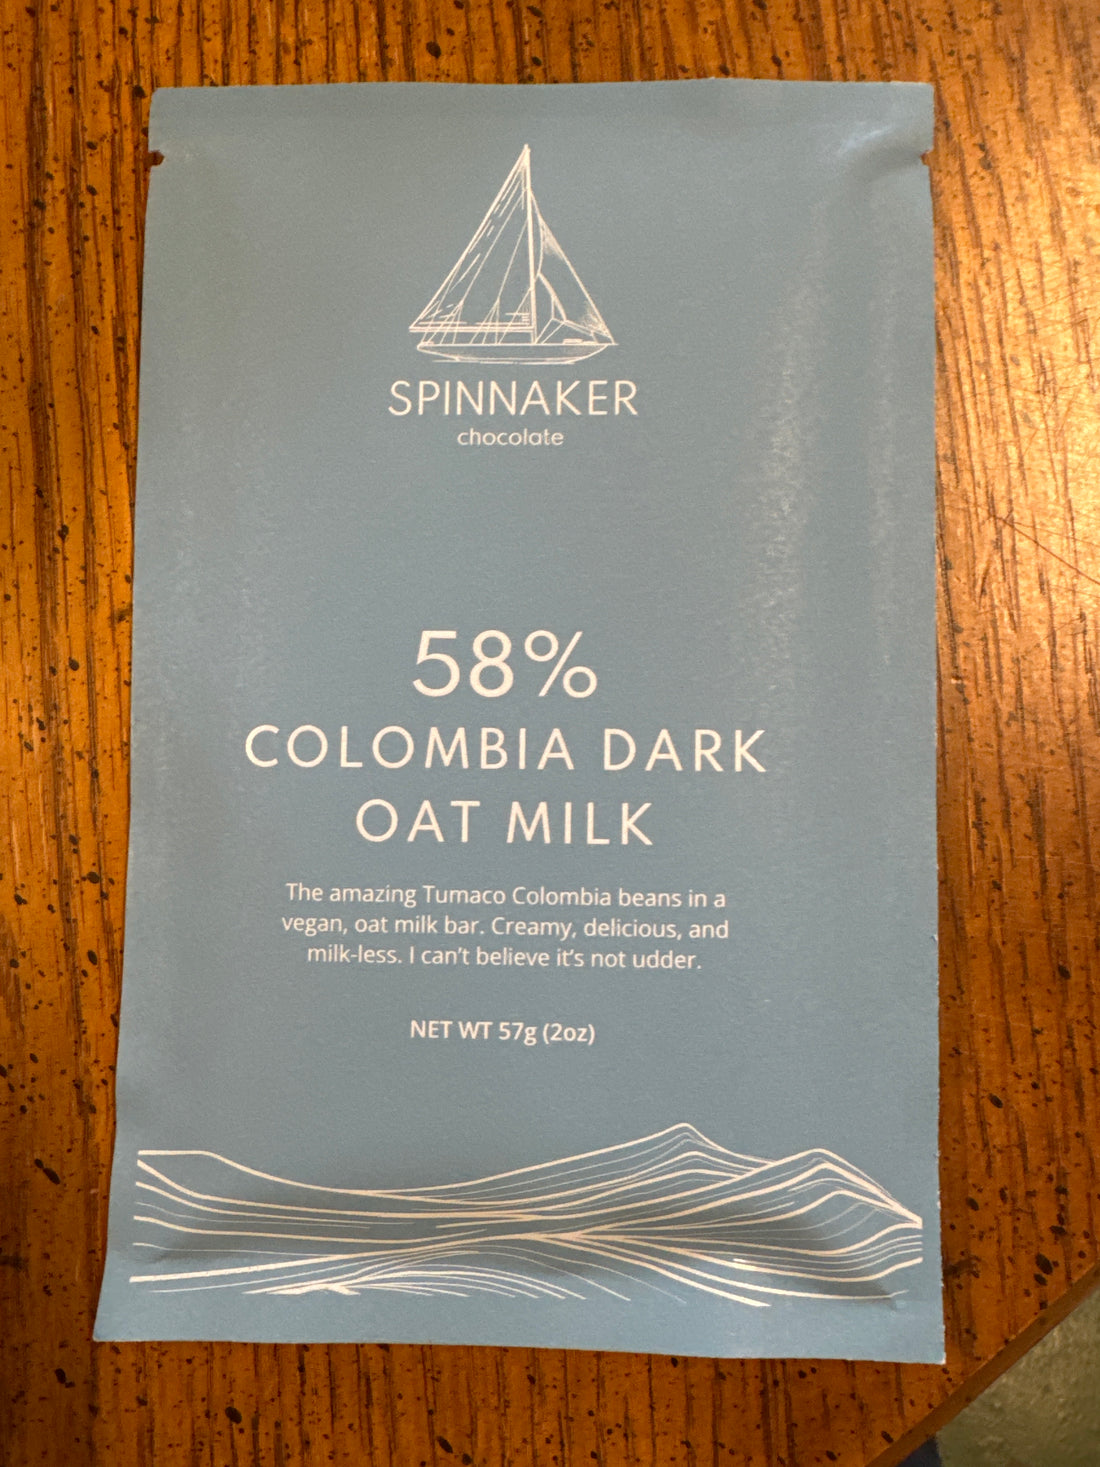 SPINNAKER
chocolate
58%
COLOMBIA DARK
OAT MILK
The amazing Tumaco Colombia beans in a
vegan, oat milk bar. Creamy, delicious, and
milk-less. I can't believe it's not udder.
NET WT 57g (2oz)